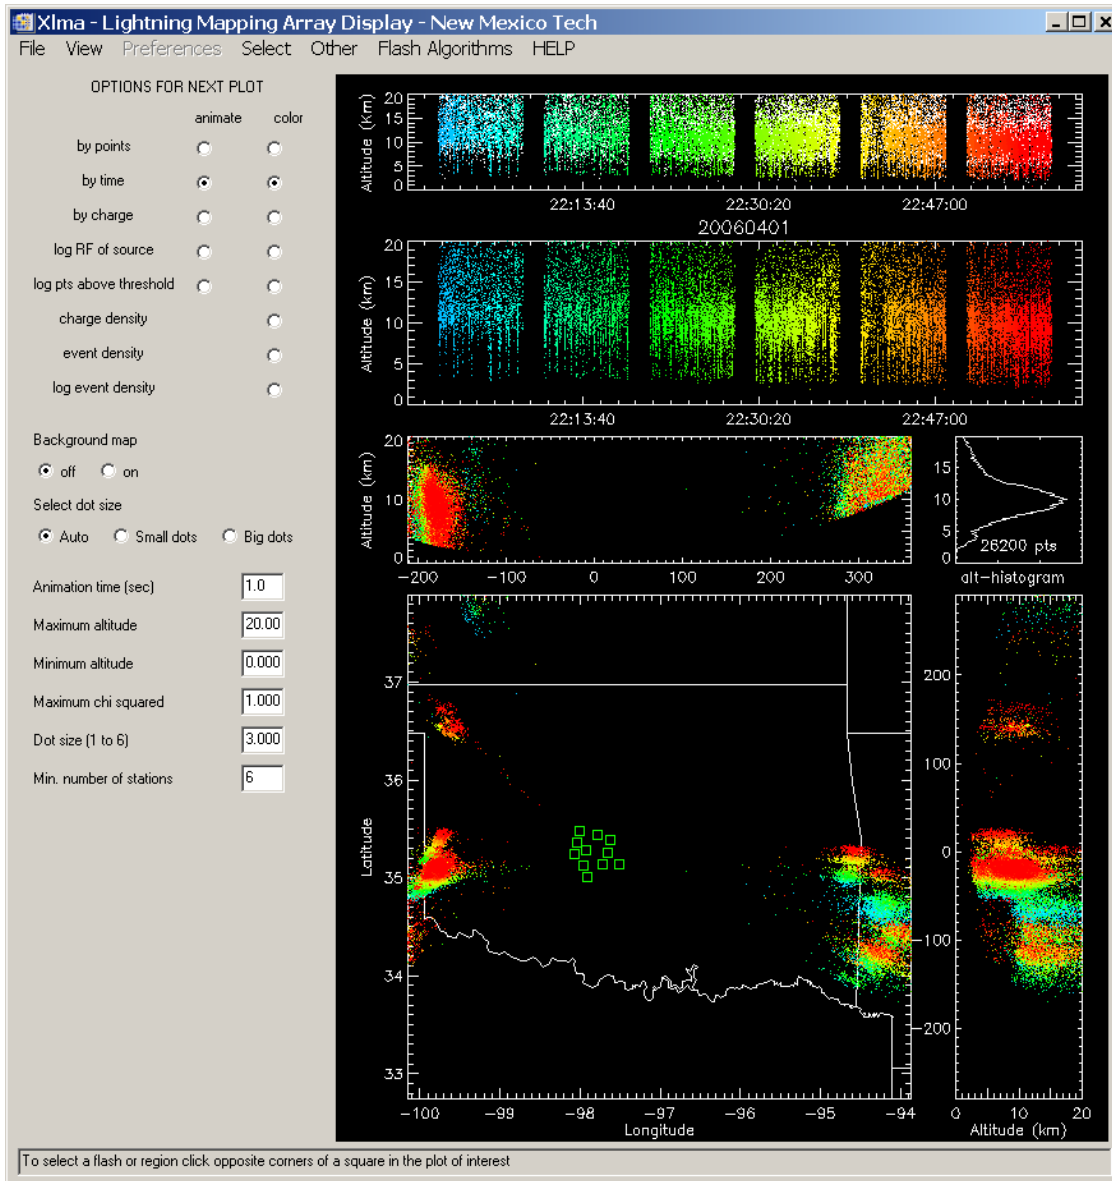 Xlma - Lightning Mapping Array Display - New Mexico Tech
File View Preferences Select Other Flash Algorithms HELP
OPTIONS FOR NEXT PLOT
animate color
by points
by time
by charge
log RF of source
log pts above threshold
charge density
event density
log event density
Background map
off on
Select dot size
Auto Small dots Big dots
Animation time (sec) 1.0
Maximum altitude 20.00
Minimum altitude 0.000
Maximum chi squared 1.000
Dot size (1 to 6) 3.000
Min. number of stations 6
Altitude (km)
20
15
10
5
0
22:13:40 22:30:20 22:47:00
20060401
Altitude (km)
20
15
10
5
0
22:13:40 22:30:20 22:47:00
Altitude (km)
20
10
0
-200 -100 0 100 200 300
15
10
5
0
26200 pts
alt-histogram
Latitude
37
36
35
34
33
-100 -99 -98 -97 -96 -95 -94
Longitude
200
100
0
-100
-200
0 10 20
Altitude (km)
To select a flash or region click opposite corners of a square in the plot of interest